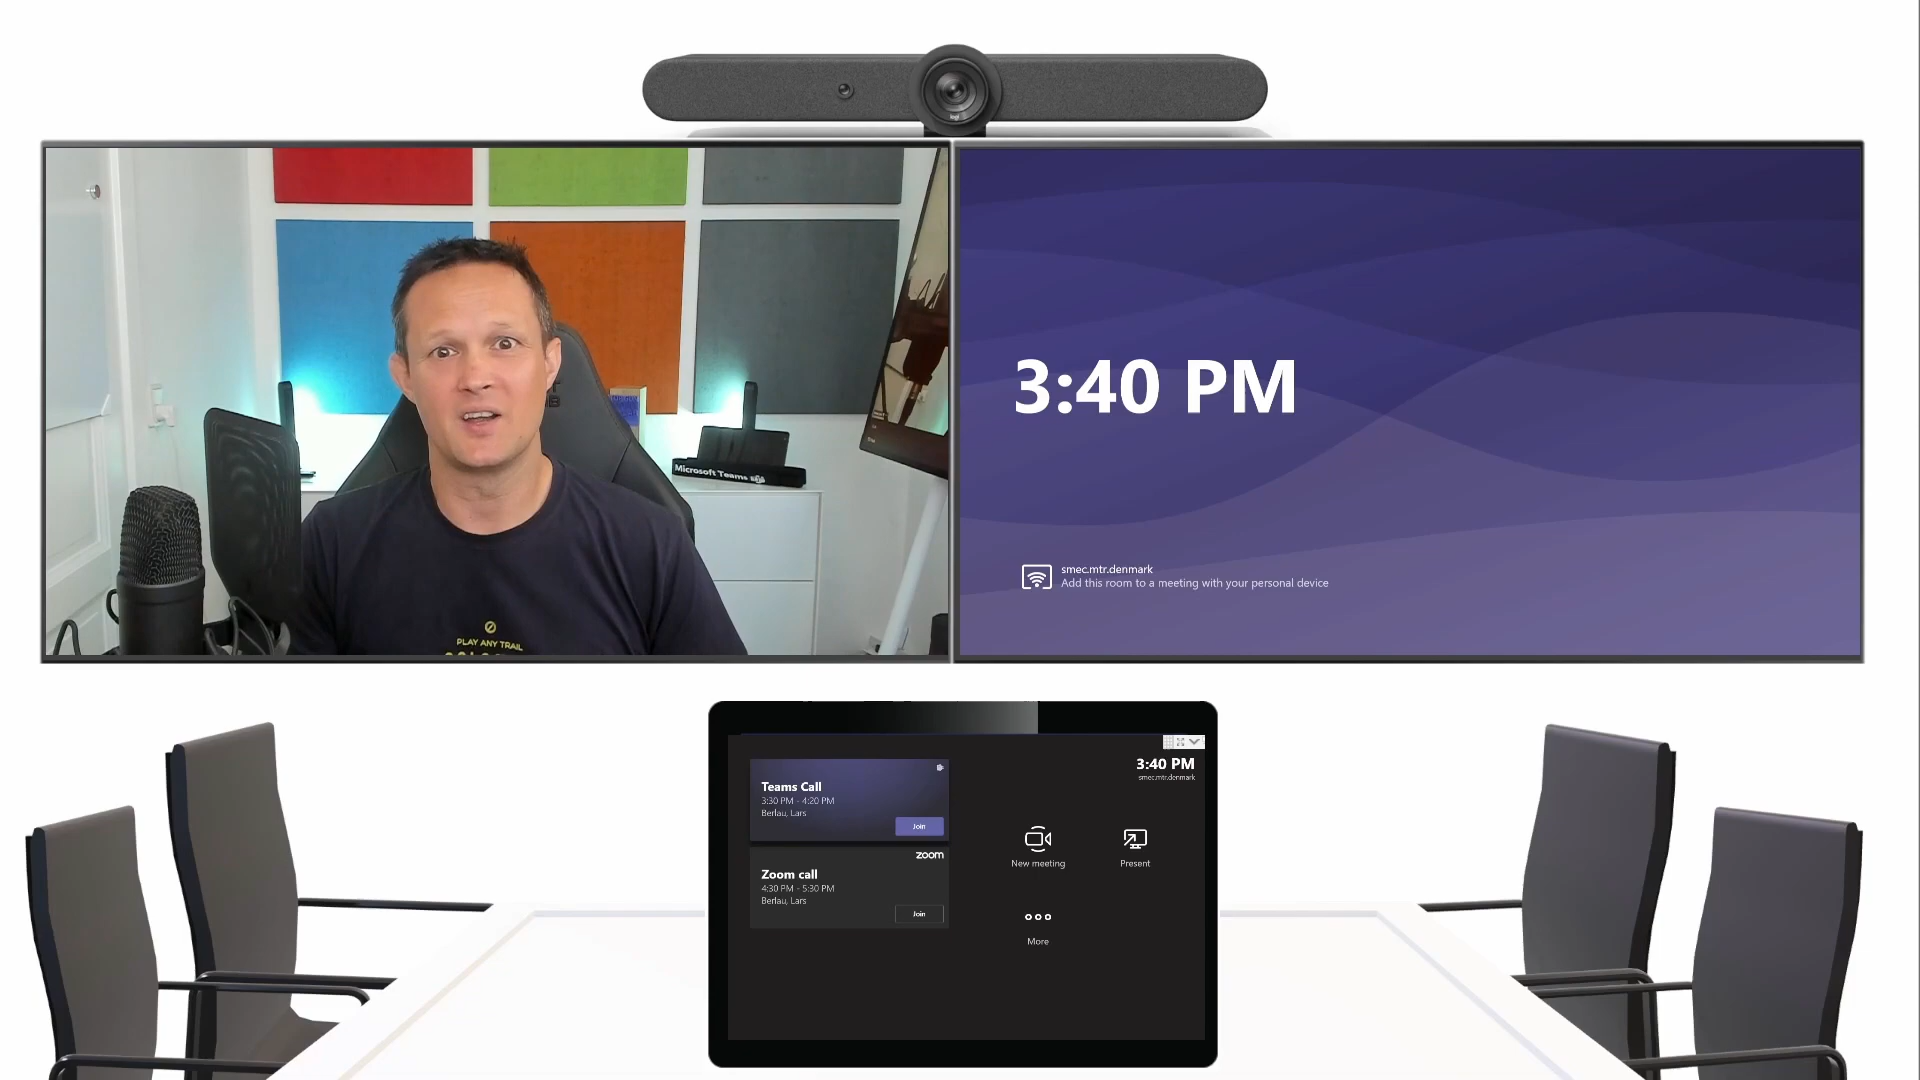 logi
Microsoft Teams
PLAY ANY TRAIL
3:40 PM
smec.mtr.denmark
Add this room to a meeting with your personal device
3:40 PM
smec.mtr.denmark
Teams Call
3:30 PM - 4:20 PM
Berlau, Lars
Join
zoom
Zoom call
4:30 PM - 5:30 PM
Berlau, Lars
Join
New meeting
Present
More